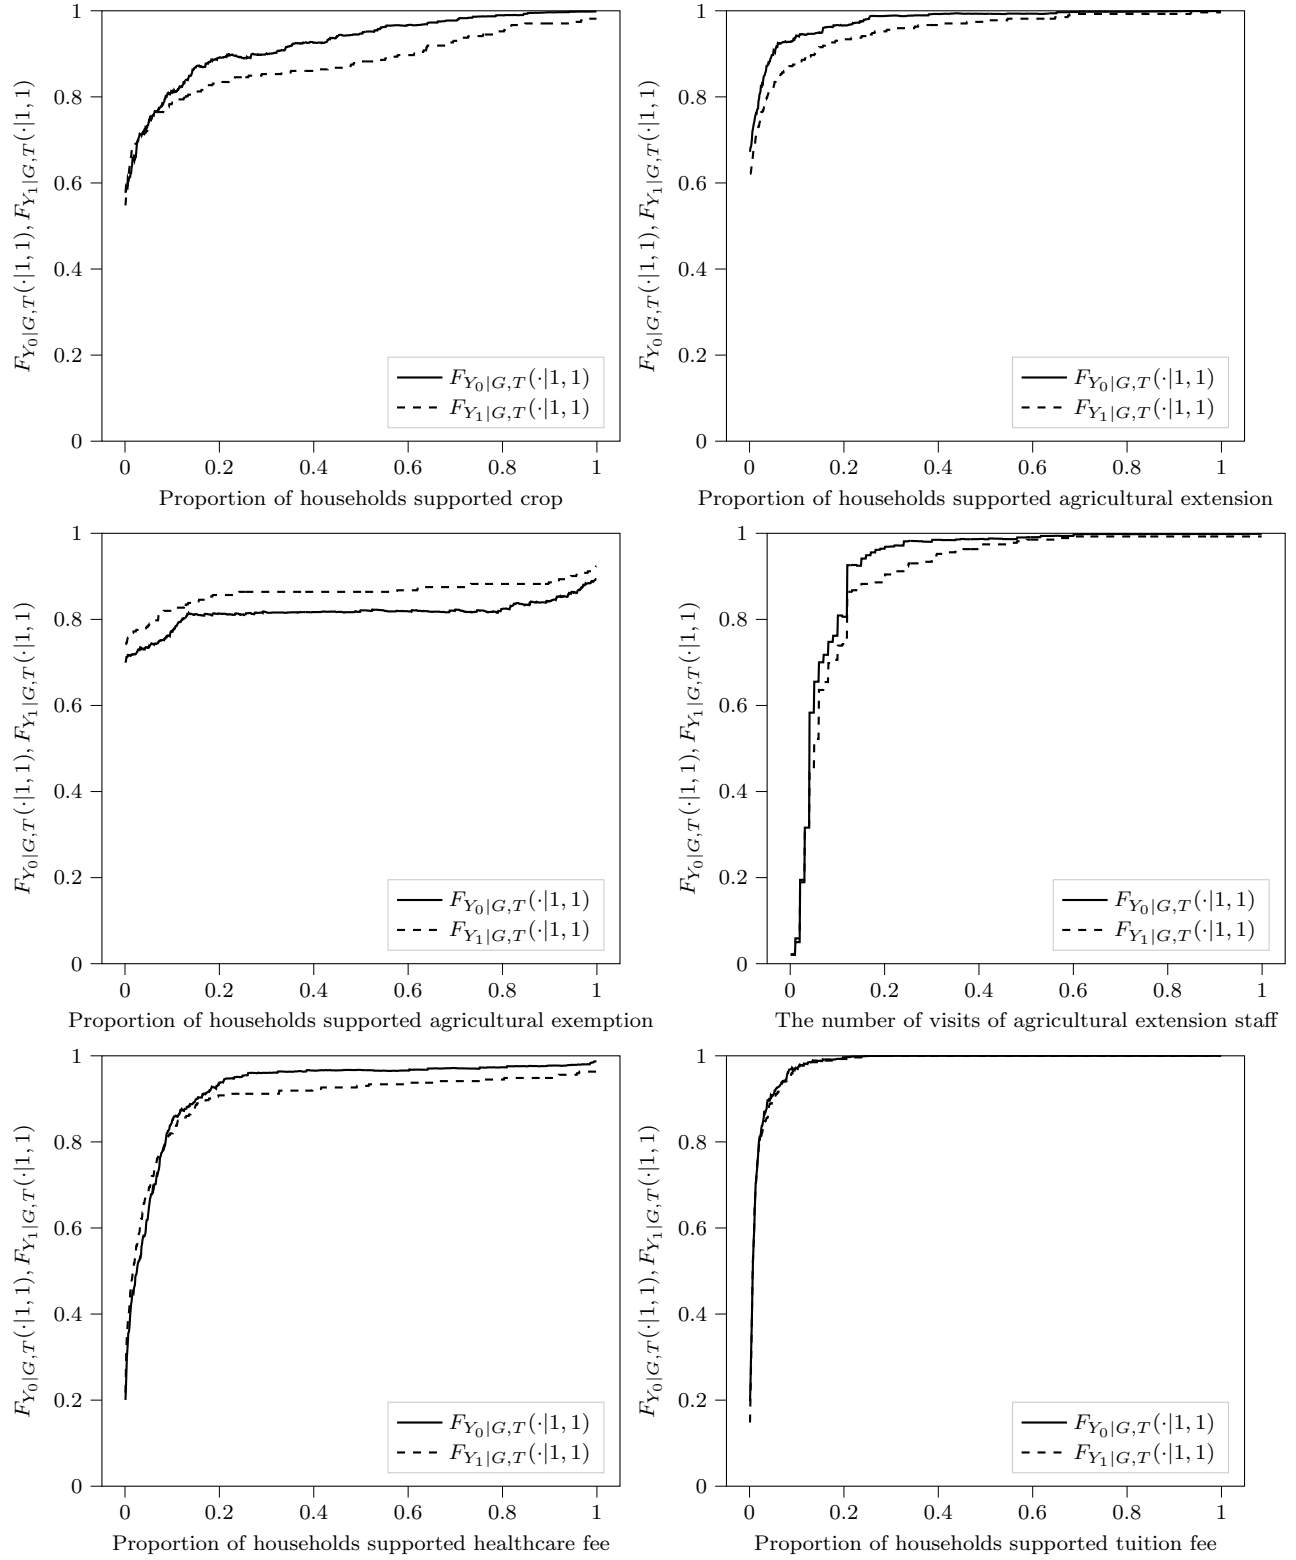 1
0.8
0.6
0.4
0.2
0
F_{Y_0|G,T}(·|1, 1), F_{Y_1|G,T}(·|1, 1)
F_{Y_0|G,T}(·|1, 1)
F_{Y_1|G,T}(·|1, 1)
0 0.2 0.4 0.6 0.8 1
Proportion of households supported crop
1
0.8
0.6
0.4
0.2
0
F_{Y_0|G,T}(·|1, 1), F_{Y_1|G,T}(·|1, 1)
F_{Y_0|G,T}(·|1, 1)
F_{Y_1|G,T}(·|1, 1)
0 0.2 0.4 0.6 0.8 1
Proportion of households supported agricultural extension
1
0.8
0.6
0.4
0.2
0
F_{Y_0|G,T}(·|1, 1), F_{Y_1|G,T}(·|1, 1)
F_{Y_0|G,T}(·|1, 1)
F_{Y_1|G,T}(·|1, 1)
0 0.2 0.4 0.6 0.8 1
Proportion of households supported agricultural exemption
1
0.8
0.6
0.4
0.2
0
F_{Y_0|G,T}(·|1, 1), F_{Y_1|G,T}(·|1, 1)
F_{Y_0|G,T}(·|1, 1)
F_{Y_1|G,T}(·|1, 1)
0 0.2 0.4 0.6 0.8 1
The number of visits of agricultural extension staff
1
0.8
0.6
0.4
0.2
0
F_{Y_0|G,T}(·|1, 1), F_{Y_1|G,T}(·|1, 1)
F_{Y_0|G,T}(·|1, 1)
F_{Y_1|G,T}(·|1, 1)
0 0.2 0.4 0.6 0.8 1
Proportion of households supported healthcare fee
1
0.8
0.6
0.4
0.2
0
F_{Y_0|G,T}(·|1, 1), F_{Y_1|G,T}(·|1, 1)
F_{Y_0|G,T}(·|1, 1)
F_{Y_1|G,T}(·|1, 1)
0 0.2 0.4 0.6 0.8 1
Proportion of households supported tuition fee